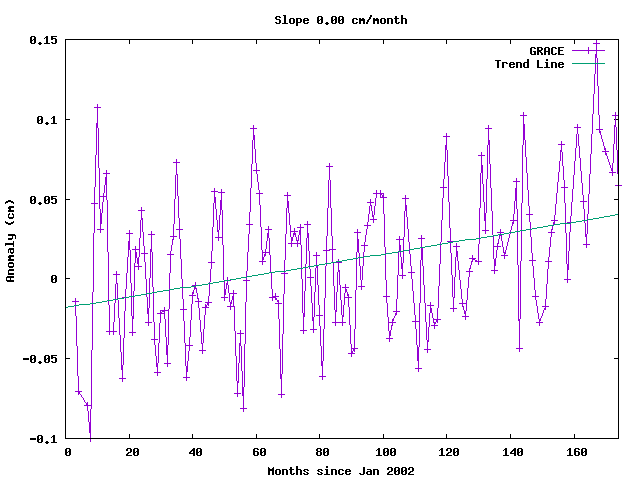 Slope 0.00 cm/month
GRACE
Trend Line
Anomaly (cm)
0.15
0.1
0.05
0
-0.05
-0.1
0 20 40 60 80 100 120 140 160
Months since Jan 2002